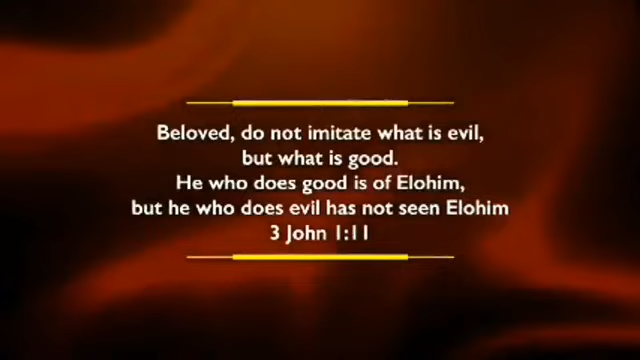 Beloved, do not imitate what is evil,
but what is good.
He who does good is of Elohim,
but he who does evil has not seen Elohim
3 John 1:11